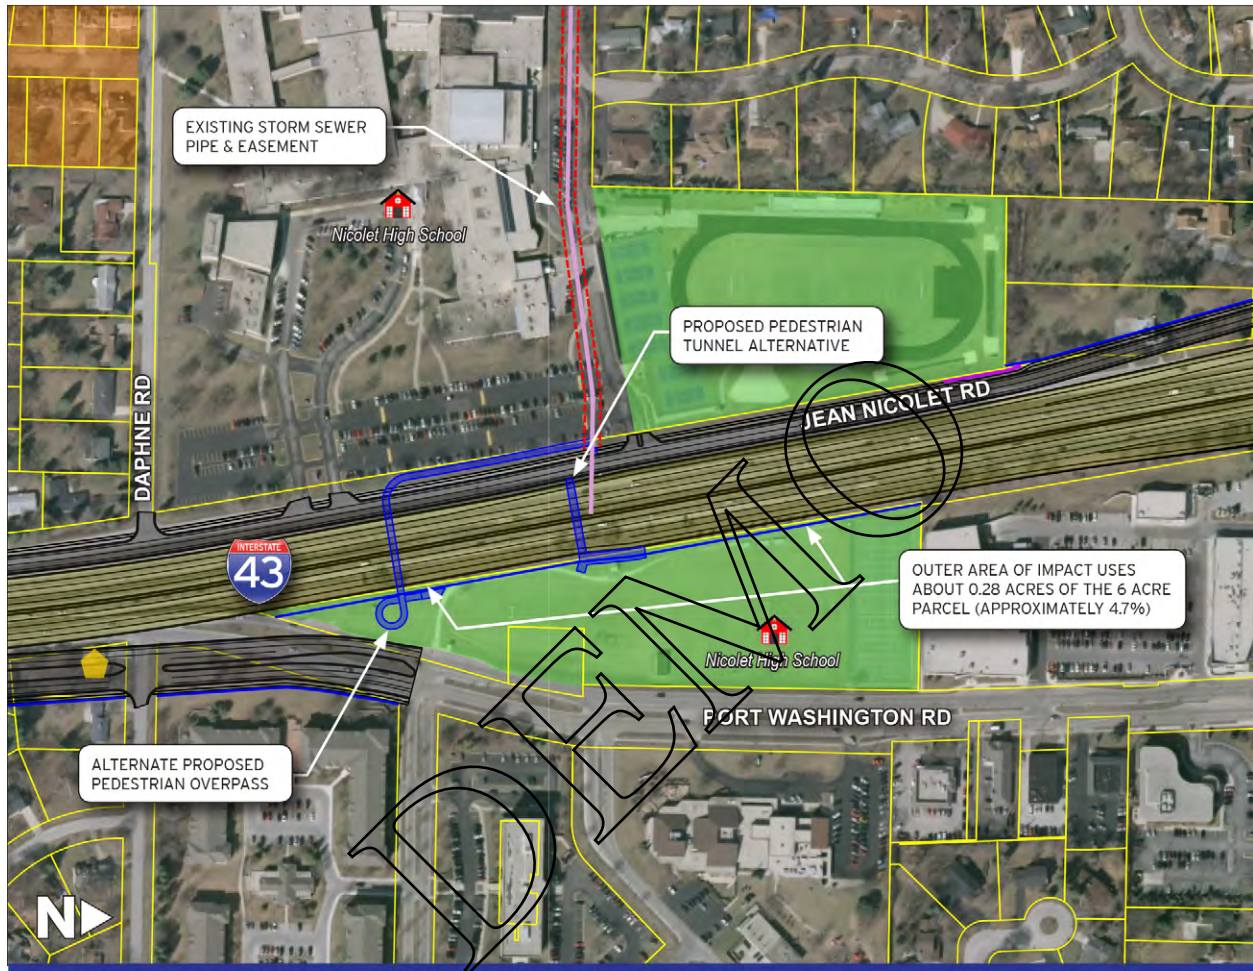 EXISTING STORM SEWER
PIPE & EASEMENT
Nicolet High School
PROPOSED PEDESTRIAN
TUNNEL ALTERNATIVE
DAPHNE RD
JEAN NICOLET RD
INTERSTATE
43
OUTER AREA OF IMPACT USES
ABOUT 0.28 ACRES OF THE 6 ACRE
PARCEL (APPROXIMATELY 4.7%)
Nicolet High School
PORT WASHINGTON RD
ALTERNATE PROPOSED
PEDESTRIAN OVERPASS
N
DEMO